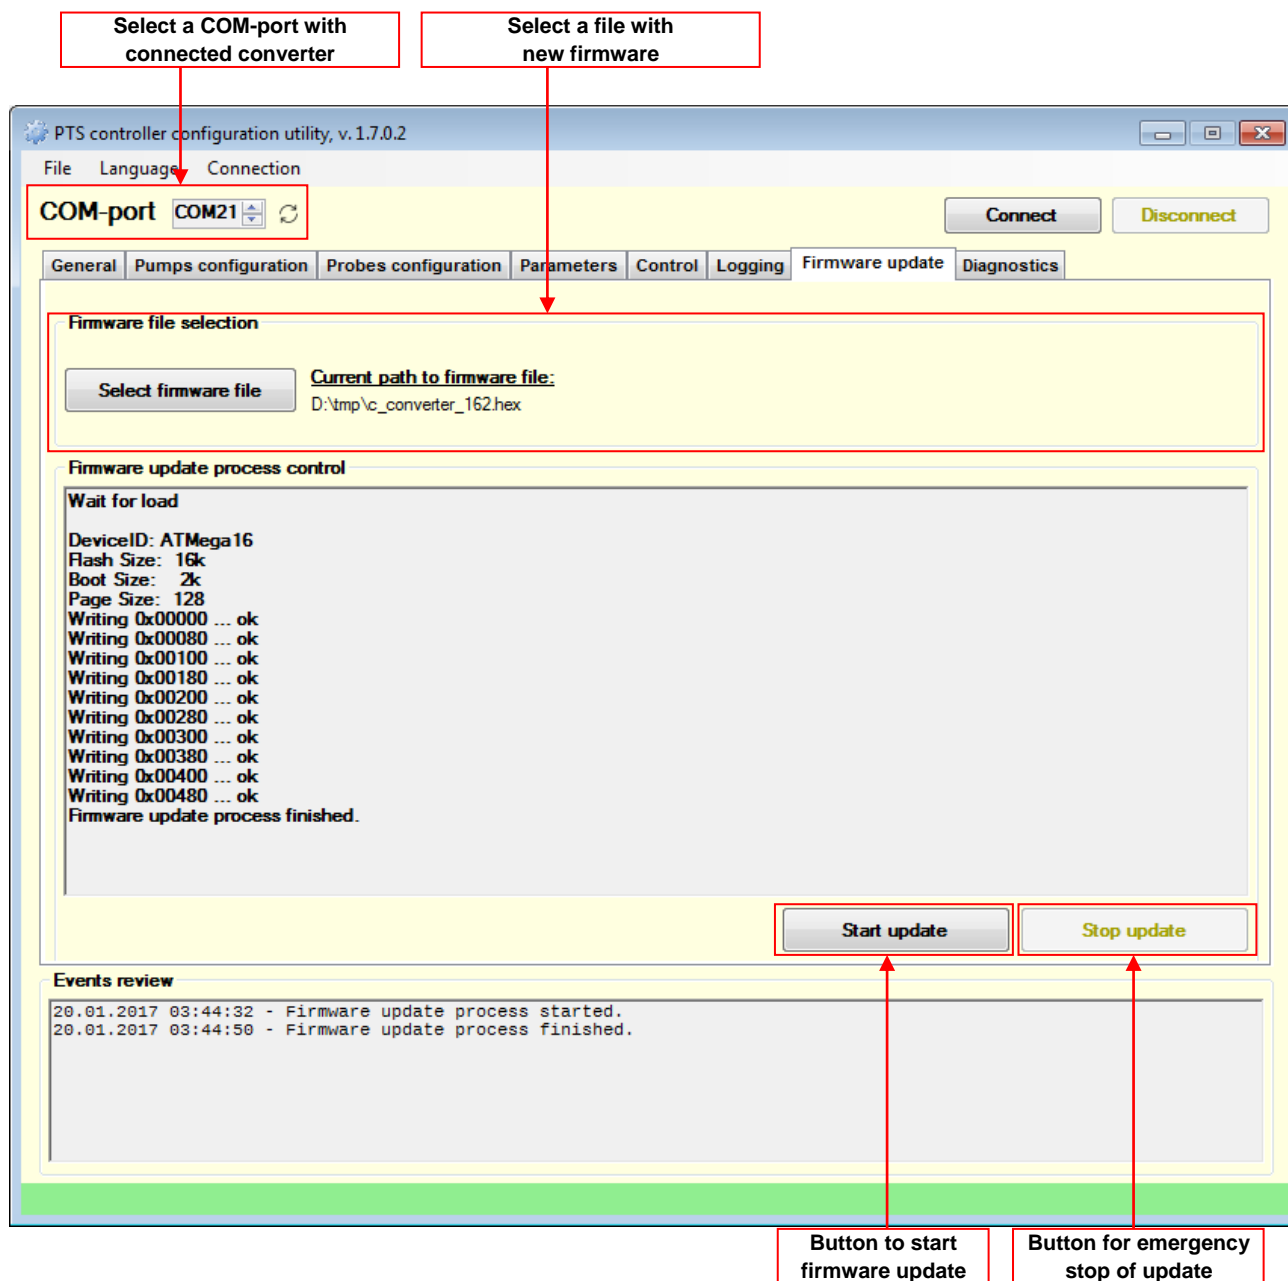 Select a COM-port with
connected converter
Select a file with
new firmware
PTS controller configuration utility, v. 1.7.0.2
File Language Connection
COM-port COM21 Connect Disconnect
General Pumps configuration Probes configuration Parameters Control Logging Firmware update Diagnostics
Firmware file selection
Select firmware file
Current path to firmware file:
D:\tmp\c_converter_162.hex
Firmware update process control
Wait for load
DeviceID: ATMega16
Flash Size: 16k
Boot Size: 2k
Page Size: 128
Writing 0x00000 ... ok
Writing 0x00080 ... ok
Writing 0x00100 ... ok
Writing 0x00180 ... ok
Writing 0x00200 ... ok
Writing 0x00280 ... ok
Writing 0x00300 ... ok
Writing 0x00380 ... ok
Writing 0x00400 ... ok
Writing 0x00480 ... ok
Firmware update process finished.
Start update Stop update
Events review
20.01.2017 03:44:32 - Firmware update process started.
20.01.2017 03:44:50 - Firmware update process finished.
Button to start
firmware update
Button for emergency
stop of update